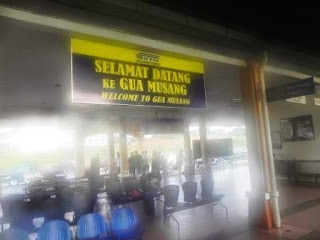 SELAMAT DATANG
KE GUA MUSANG
WELCOME TO GUA MUSANG